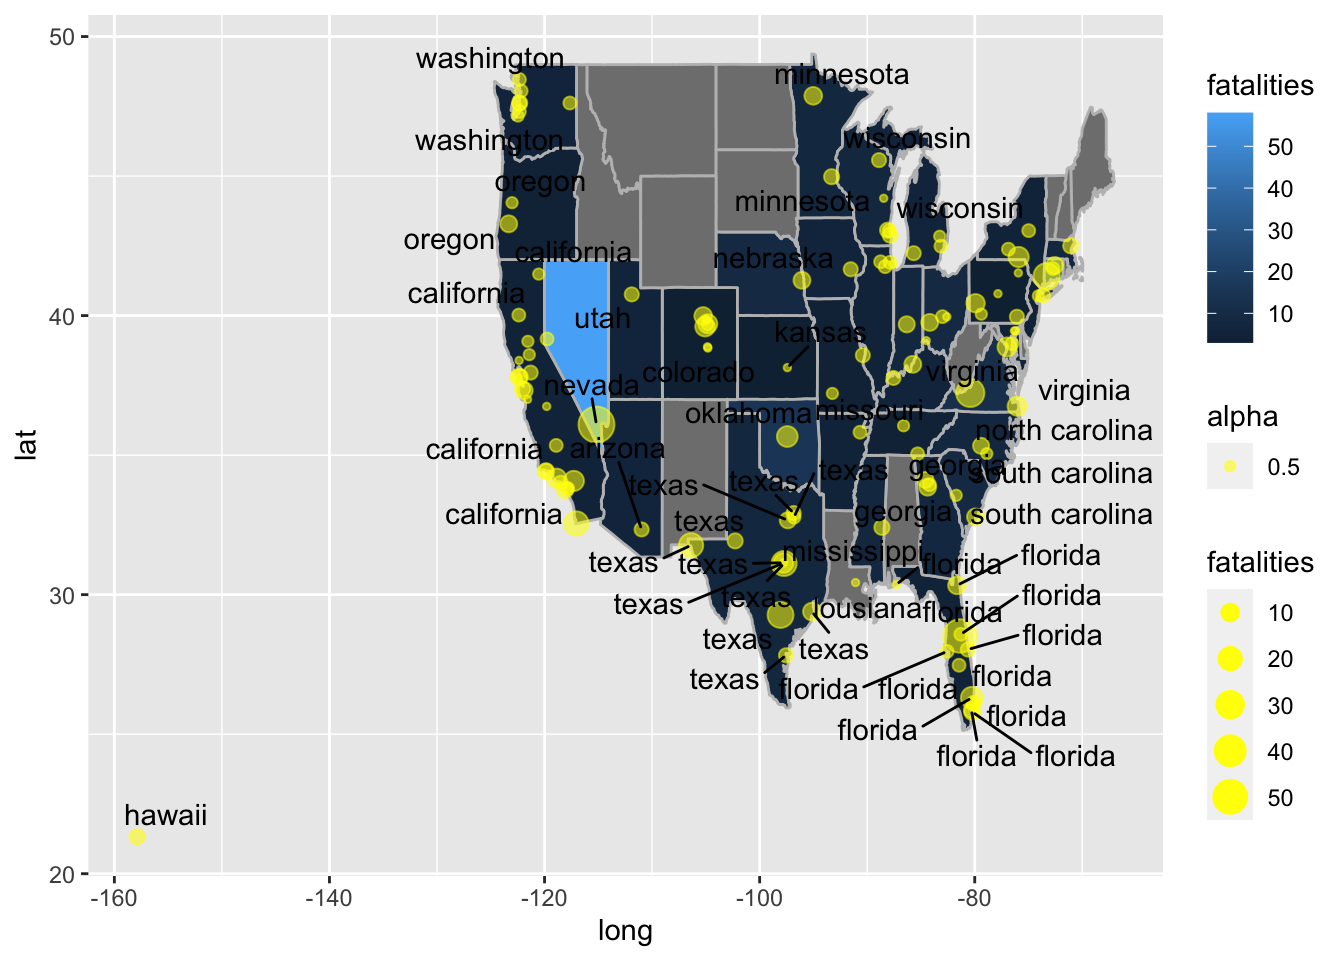 50
40
30
20
lat
-160
-140
-120
-100
-80
long
washington
minnesota
washington
wisconsin
oregon
minnesota
wisconsin
oregon
california
nebraska
california
utah
kansas
colorado
virginia
nevada
virginia
oklahoma
missouri
north carolina
california
arizona
georgia
south carolina
texas
texas
texas
california
texas
georgia
south carolina
mississippi
texas
texas
florida
florida
texas
texas
lousiana
florida
florida
texas
texas
florida
texas
florida
florida
florida
florida
florida
florida
florida
hawaii
fatalities
50
40
30
20
10
alpha
0.5
fatalities
10
20
30
40
50